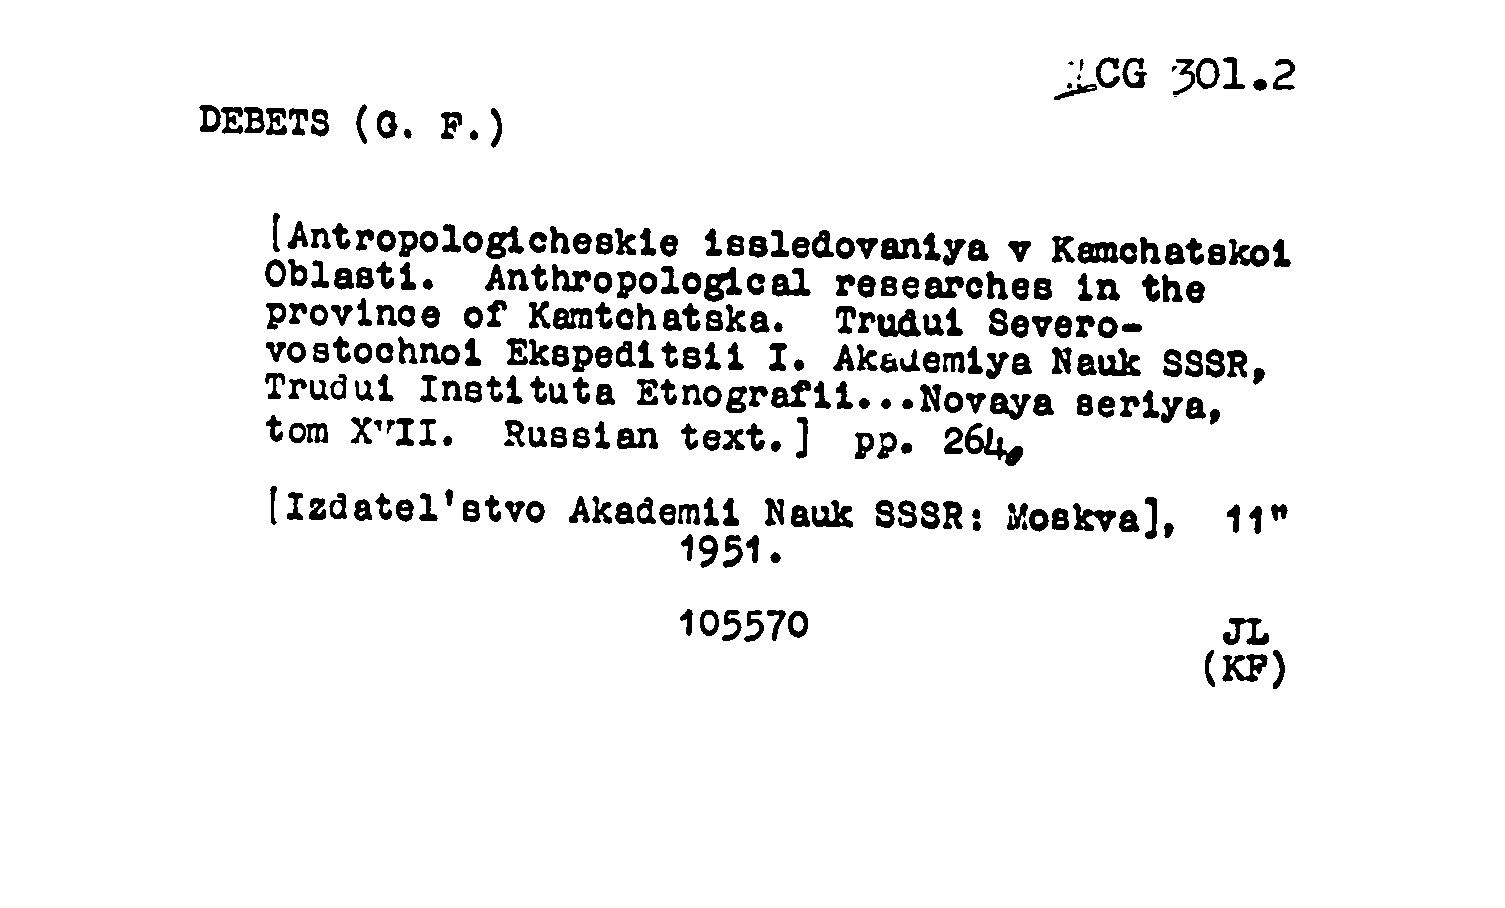 CG 301.2
DEBETS (G. F.)
[Antropologicheskie issledovaniya v Kamchatskoi
Oblasti. Anthropological researches in the
province of Kamtchatska. Trudui Severo-
vostochnoi Ekspeditsii I. Akademiya Nauk SSSR,
Trudui Instituta Etnografii...Novaya seriya,
tom XVII. Russian text.] pp. 264,
[Izdatel'stvo Akademii Nauk SSSR: Moskva], 11"
1951.
105570
JL
(KF)